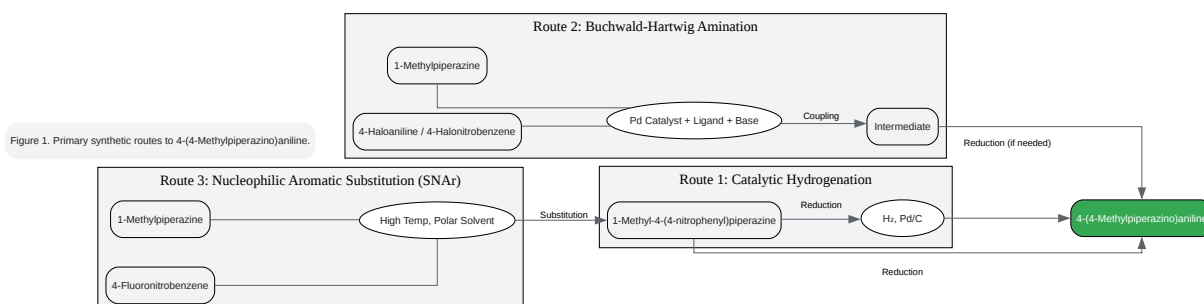 Route 2: Buchwald-Hartwig Amination
1-Methylpiperazine
4-Haloaniline / 4-Halonitrobenzene
Pd Catalyst + Ligand + Base
Coupling
Intermediate
Reduction (if needed)
Figure 1. Primary synthetic routes to 4-(4-Methylpiperazino)aniline.
Route 3: Nucleophilic Aromatic Substitution (SNAr)
1-Methylpiperazine
High Temp, Polar Solvent
4-Fluoronitrobenzene
Substitution
Route 1: Catalytic Hydrogenation
1-Methyl-4-(4-nitrophenyl)piperazine
Reduction
H₂, Pd/C
4-(4-Methylpiperazino)aniline
Reduction